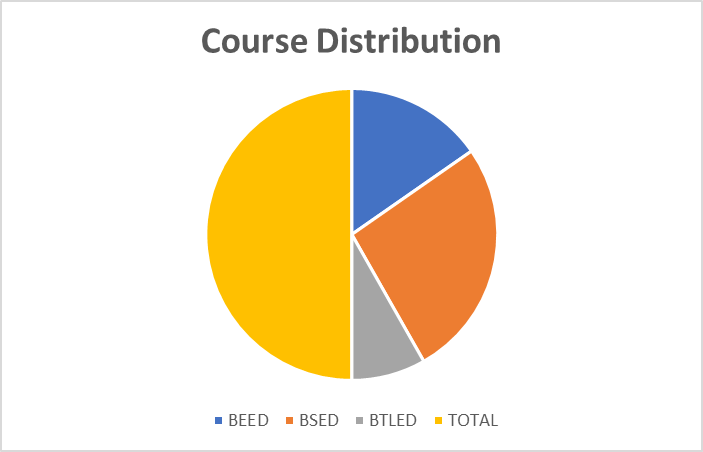 Course Distribution
BEED BSED BTLED TOTAL